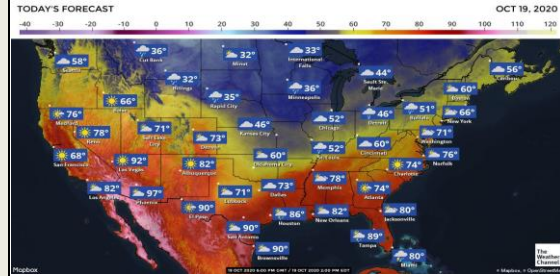 TODAY'S FORECAST
OCT 19, 2020
-40 -30 -20 -10 0 10 20 30 40 50 60 70 80 90 100 110 120
36°
Cut Bank
32°
Minot
33°
International Falls
58°
Seattle
32°
Billings
44°
Sault Ste. Marie
56°
Caribou
35°
Rapid City
36°
Minneapolis
60°
Boston
66°
Boise
51°
Buffalo
76°
Medford
46°
Kansas City
52°
Chicago
46°
Detroit
66°
New York
78°
Reno
71°
Salt Lake City
73°
Denver
71°
Washington
52°
St Louis
60°
Cincinnati
76°
Norfolk
68°
San Francisco
92°
Las Vegas
82°
Albuquerque
60°
Oklahoma City
74°
Charlotte
82°
Los Angeles
97°
Phoenix
71°
Lubbock
73°
Dallas
78°
Memphis
74°
Atlanta
90°
El Paso
86°
Houston
82°
New Orleans
80°
Jacksonville
90°
San Antonio
89°
Tampa
90°
Brownsville
80°
Miami
The
Weather
Channel
Mapbox